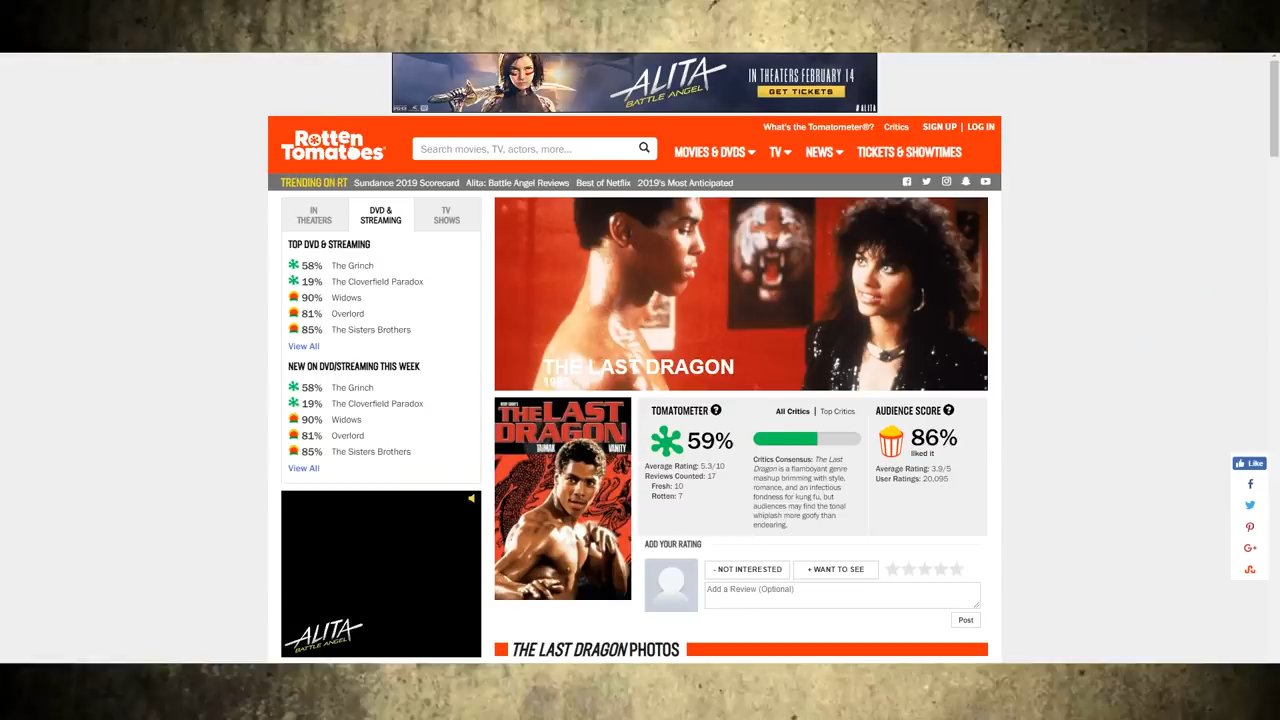 ALITA
BATTLE ANGEL
IN THEATERS FEBRUARY 14
GET TICKETS
#ALITA
What's the Tomatometer®? Critics SIGN UP | LOG IN
Rotten
Tomatoes®
Search movies, TV, actors, more...
MOVIES & DVDS TV NEWS TICKETS & SHOWTIMES
TRENDING ON RT Sundance 2019 Scorecard Alita: Battle Angel Reviews Best of Netflix 2019's Most Anticipated
IN
THEATERS
DVD &
STREAMING
TV
SHOWS
TOP DVD & STREAMING
58% The Grinch
19% The Cloverfield Paradox
90% Widows
81% Overlord
85% The Sisters Brothers
View All
NEW ON DVD/STREAMING THIS WEEK
58% The Grinch
19% The Cloverfield Paradox
90% Widows
81% Overlord
85% The Sisters Brothers
View All
ALITA
BATTLE ANGEL
THE LAST DRAGON
THE LAST
DRAGON
TAIMAK VANITY
TOMATOMETER ?
All Critics | Top Critics
59%
Average Rating: 5.3/10
Reviews Counted: 17
Fresh: 10
Rotten: 7
Critics Consensus: The Last
Dragon is a flamboyant genre
mashup brimming with style,
romance, and an infectious
fondness for kung fu, but
audiences may find the tonal
whiplash more goofy than
endearing.
AUDIENCE SCORE ?
86%
liked it
Average Rating: 3.9/5
User Ratings: 20,095
ADD YOUR RATING
- NOT INTERESTED + WANT TO SEE
Add a Review (Optional)
Post
THE LAST DRAGON PHOTOS
Like